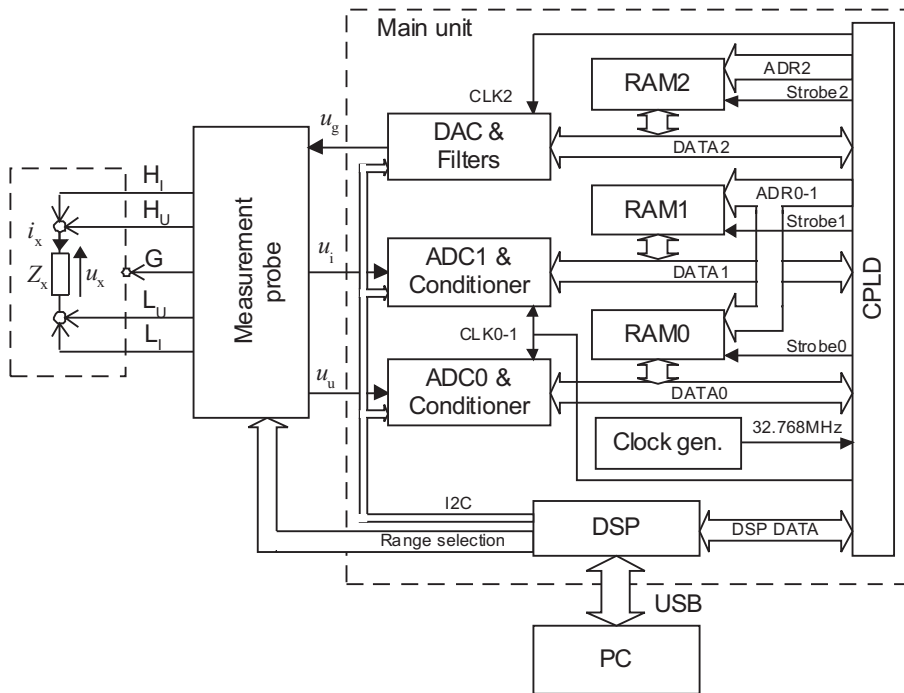 Main unit
RAM2
ADR2
Strobe2
CLK2
DAC &
Filters
DATA2
u_g
Measurement
probe
H_I
H_U
i_x
Z_x
u_x
G
L_U
L_I
u_i
u_u
RAM1
ADR0-1
Strobe1
ADC1 &
Conditioner
DATA1
CLK0-1
RAM0
Strobe0
ADC0 &
Conditioner
DATA0
CPLD
Clock gen.
32.768MHz
I2C
Range selection
DSP
DSP DATA
USB
PC